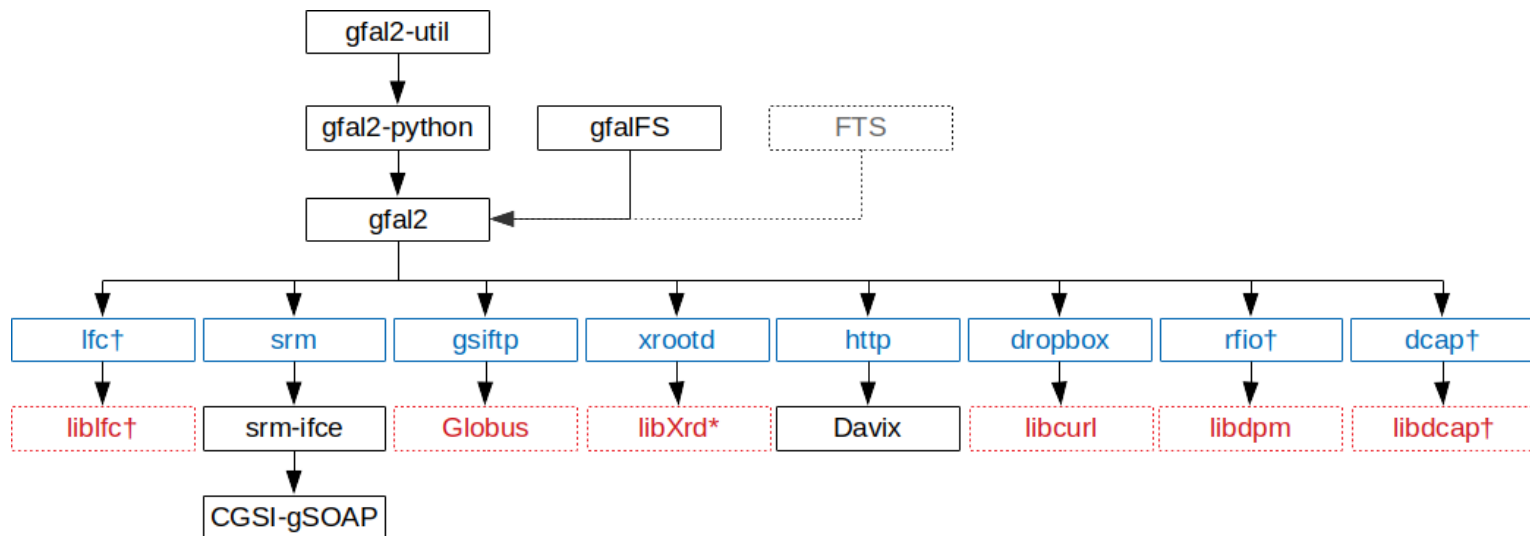 gfal2-util
gfal2-python
gfalFS
FTS
gfal2
lfc†
srm
gsiftp
xrootd
http
dropbox
rfio†
dcap†
liblfc†
srm-ifce
Globus
libXrd*
Davix
libcurl
libdpm
libdcap†
CGSI-gSOAP